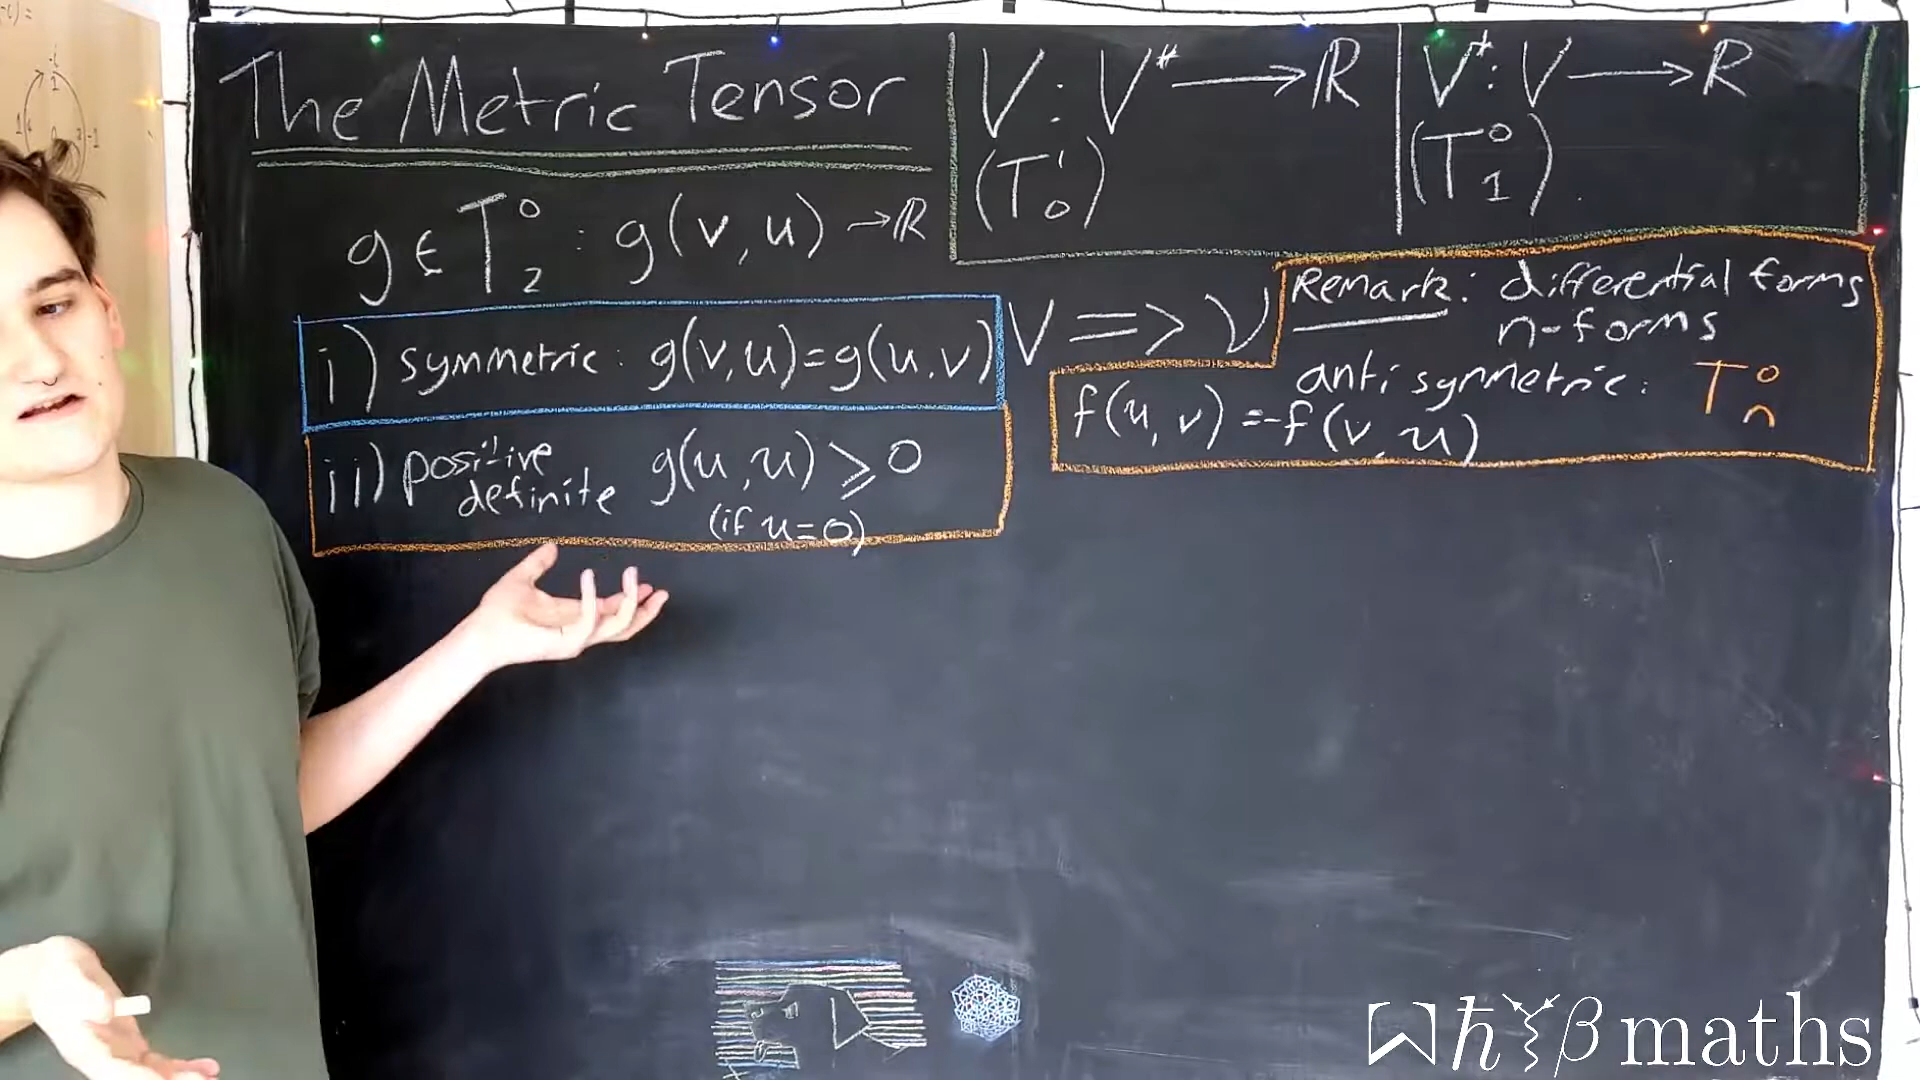 The Metric Tensor
g ∈ T⁰₂ : g(v,u) → ℝ
i) symmetric: g(v,u)=g(u,v)
ii) positive definite g(u,u) ⩾ 0
(if u=0)
V : V* → ℝ
(T¹₀)
V* : V → ℝ
(T⁰₁)
V => V
Remark: differential forms
n-forms
anti symmetric: T⁰ₙ
f(u,v) =-f(v,u)
maths